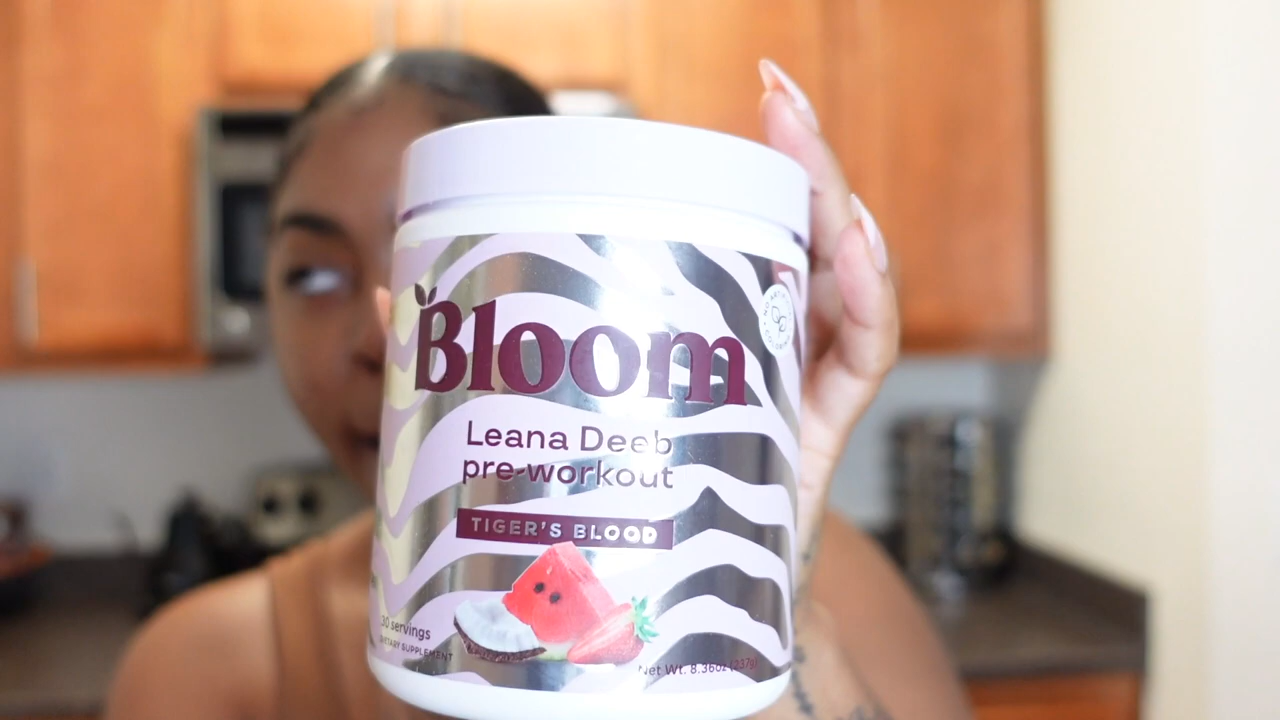 Bloom
Leana Deeb
pre-workout
TIGER'S BLOOD
30 servings
DIETARY SUPPLEMENT
Net Wt. 8.36oz (237g)